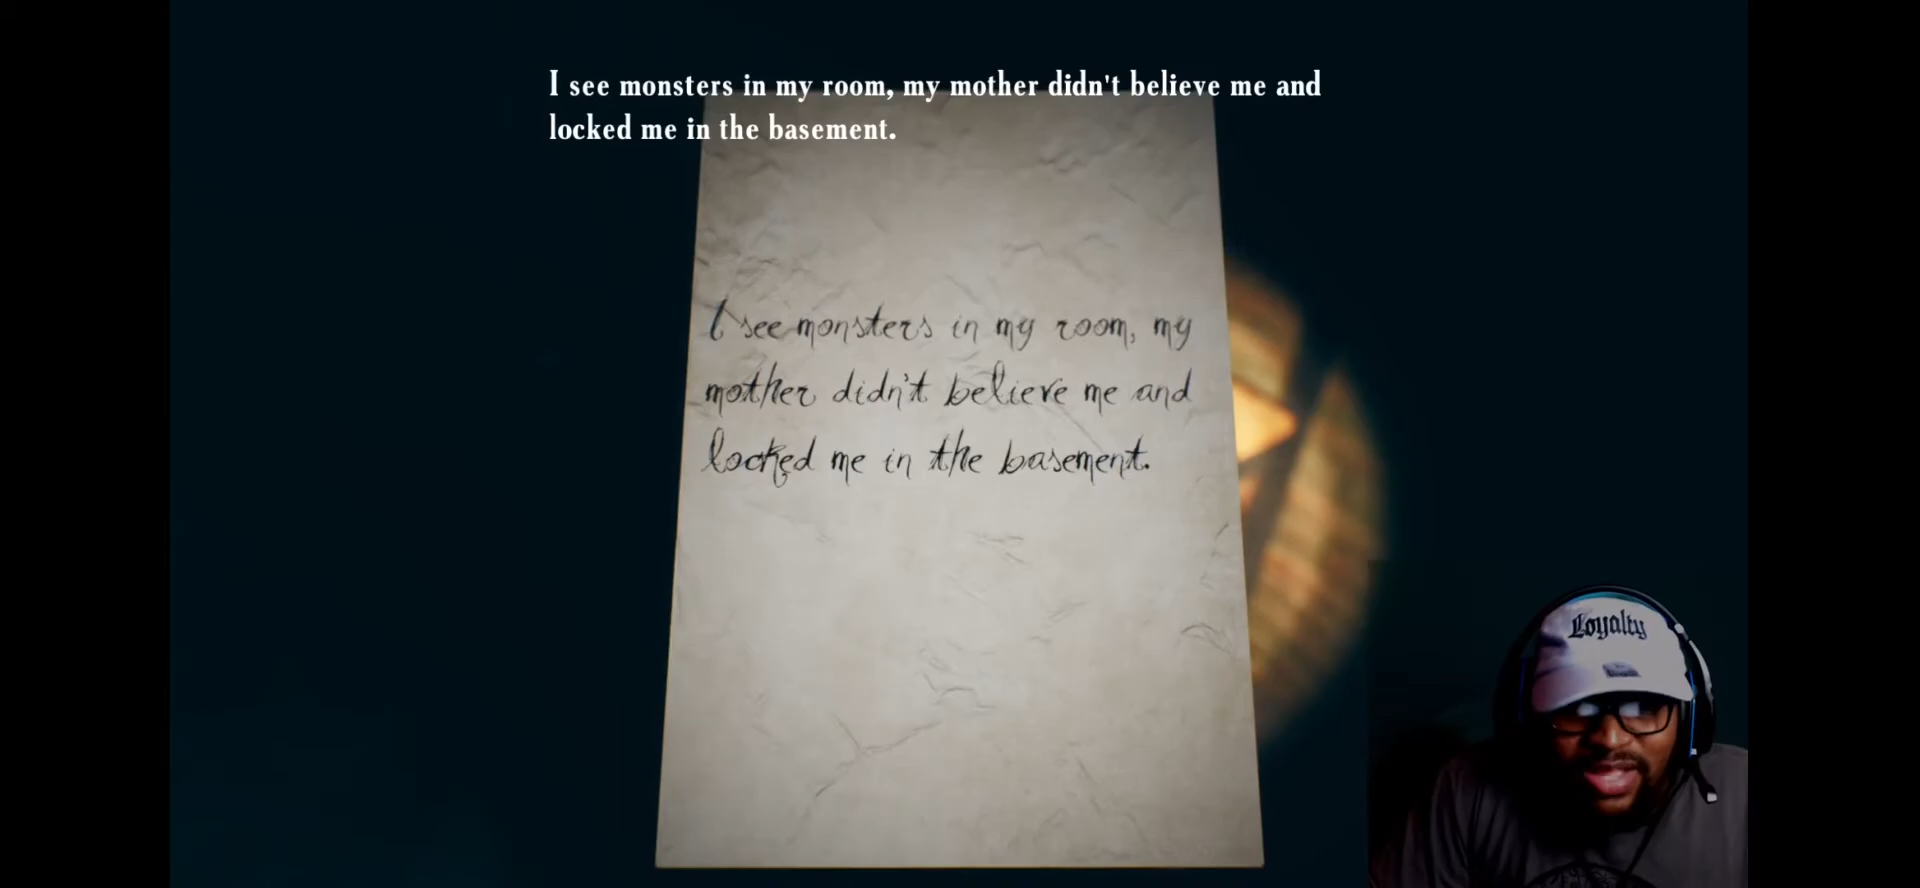 I see monsters in my room, my mother didn't believe me and
locked me in the basement.
I see monsters in my room, my
mother didn't believe me and
locked me in the basement.
Loyalty